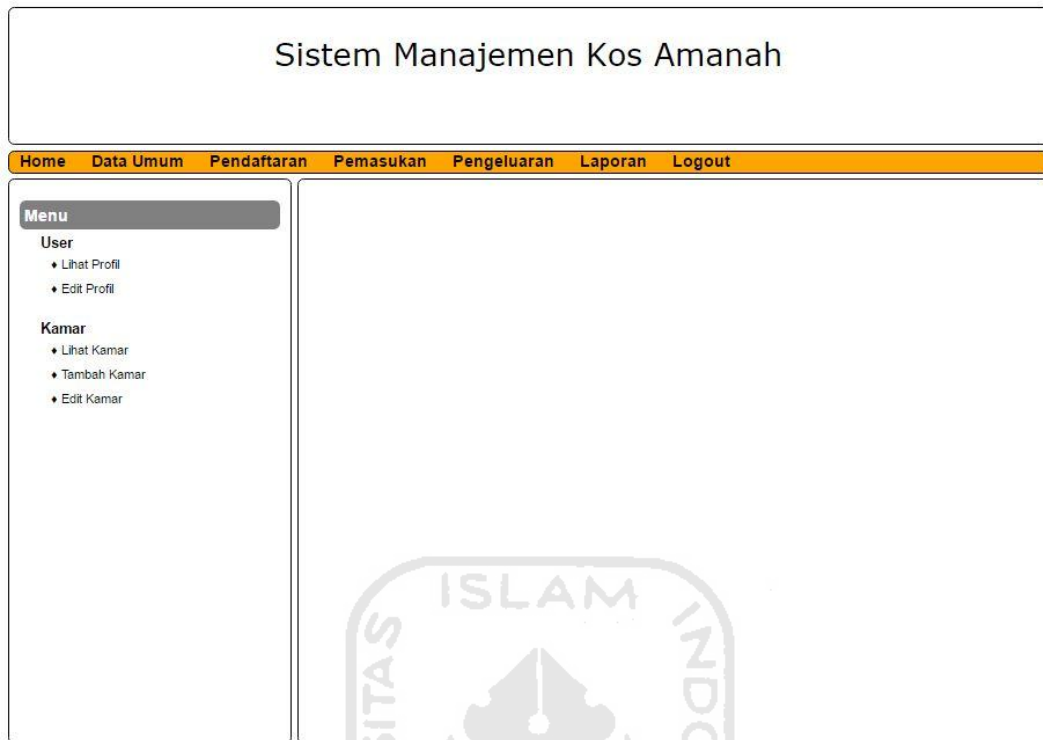 Sistem Manajemen Kos Amanah
Home Data Umum Pendaftaran Pemasukan Pengeluaran Laporan Logout
Menu
User
♦ Lihat Profil
♦ Edit Profil
Kamar
♦ Lihat Kamar
♦ Tambah Kamar
♦ Edit Kamar
ISLAM